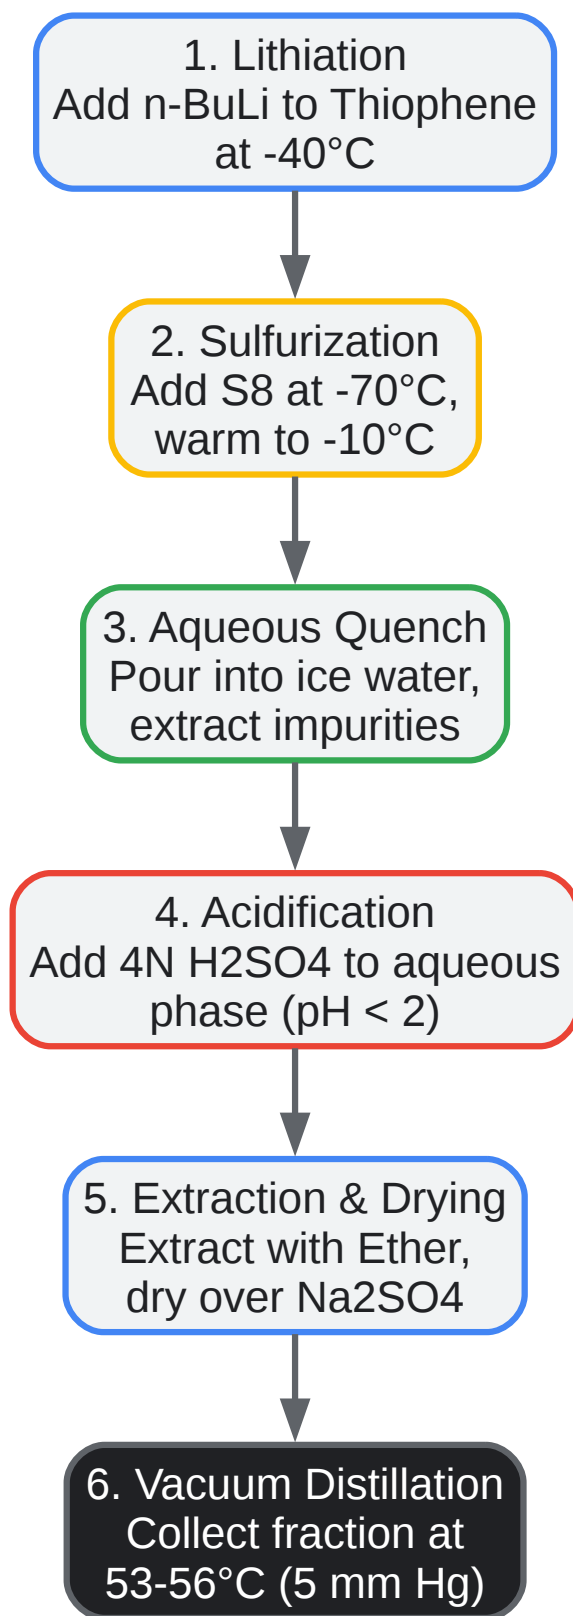 1. Lithiation
Add n-BuLi to Thiophene
at -40°C
2. Sulfurization
Add S8 at -70°C,
warm to -10°C
3. Aqueous Quench
Pour into ice water,
extract impurities
4. Acidification
Add 4N H2SO4 to aqueous
phase (pH < 2)
5. Extraction & Drying
Extract with Ether,
dry over Na2SO4
6. Vacuum Distillation
Collect fraction at
53-56°C (5 mm Hg)